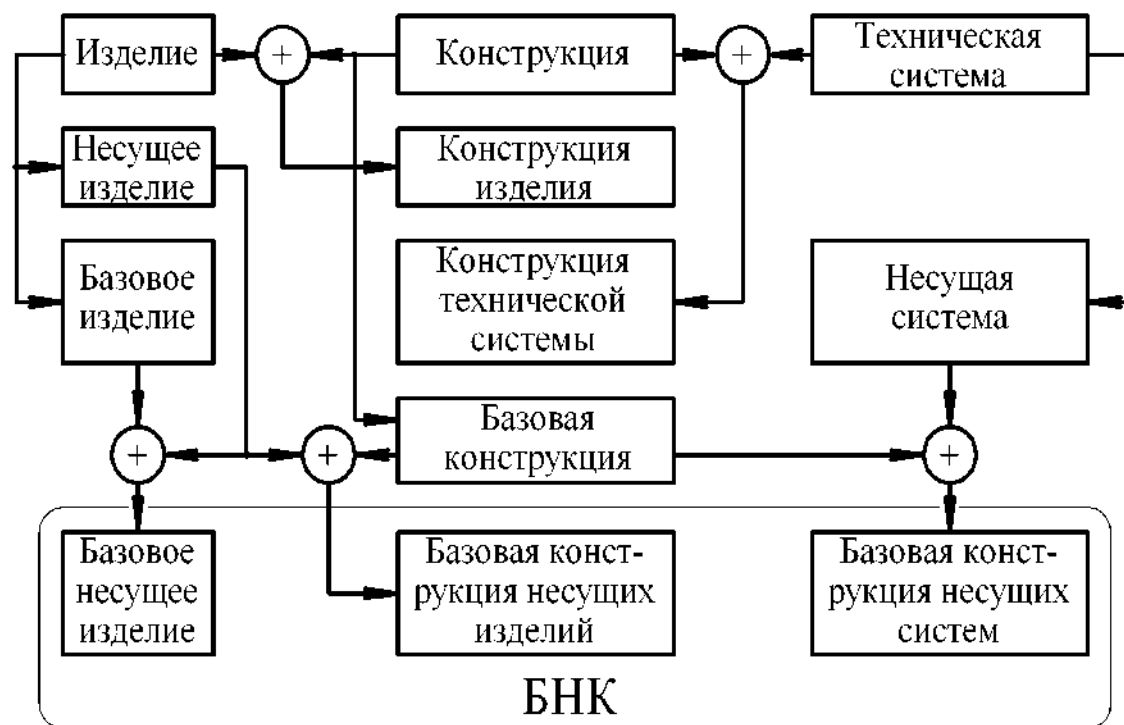 Изделие
+
Конструкция
+
Техническая
система
Несущее
изделие
Конструкция
изделия
Базовое
изделие
Конструкция
технической
системы
Несущая
система
Базовая
конструкция
+
+
+
Базовое
несущее
изделие
Базовая конст-
рукция несущих
изделий
Базовая конст-
рукция несущих
систем
БНК